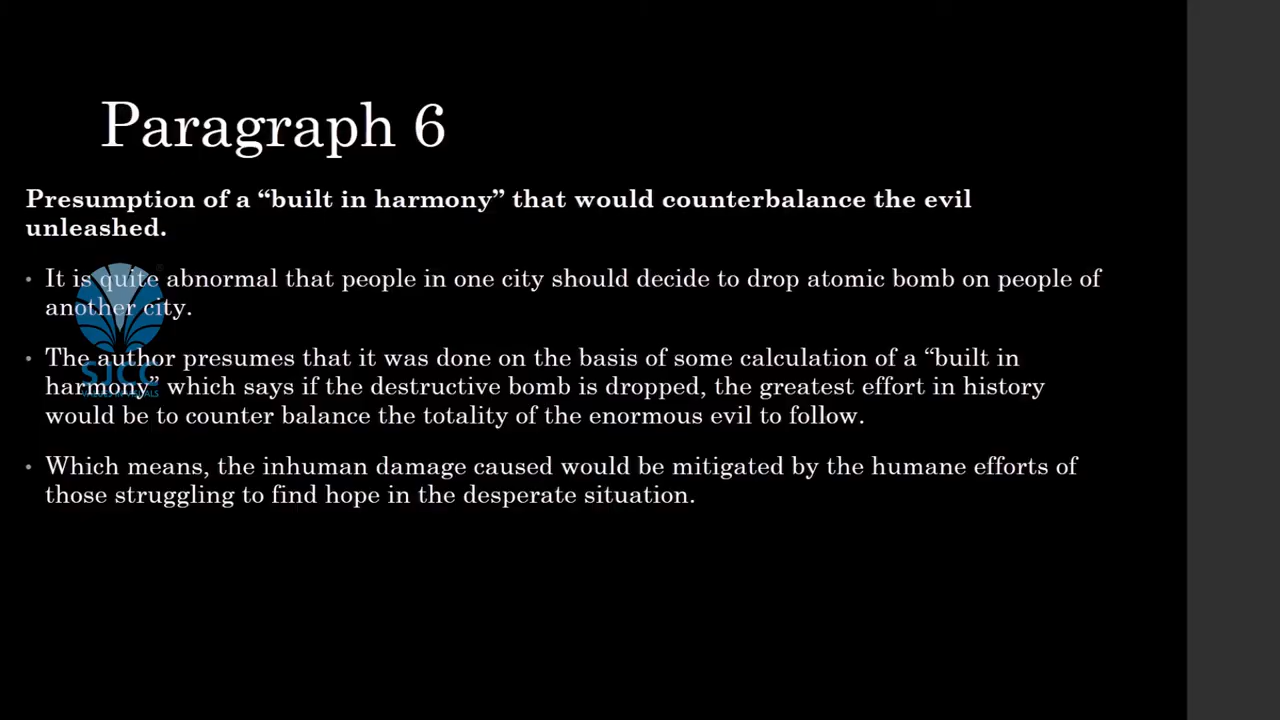 Paragraph 6
Presumption of a “built in harmony” that would counterbalance the evil
unleashed.
• It is quite abnormal that people in one city should decide to drop atomic bomb on people of
another city.
• The author presumes that it was done on the basis of some calculation of a “built in
harmony” which says if the destructive bomb is dropped, the greatest effort in history
would be to counter balance the totality of the enormous evil to follow.
• Which means, the inhuman damage caused would be mitigated by the humane efforts of
those struggling to find hope in the desperate situation.
SJCC